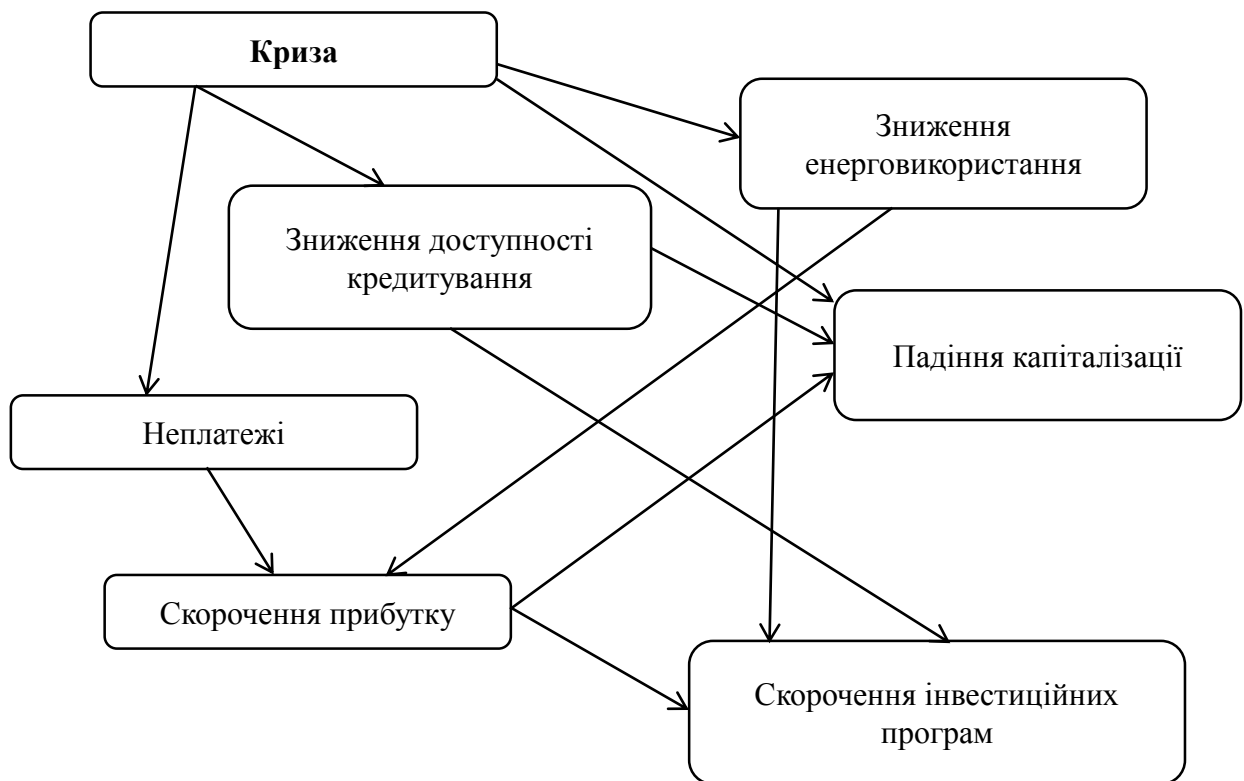 Криза
Зниження
енерговикористання
Зниження доступності
кредитування
Падіння капіталізації
Неплатежі
Скорочення прибутку
Скорочення інвестиційних
програм